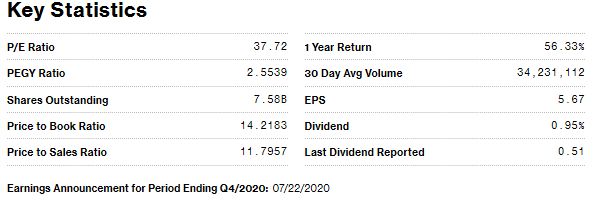 Key Statistics
P/E Ratio 37.72 1 Year Return 56.33%
PEGY Ratio 2.5539 30 Day Avg Volume 34,231,112
Shares Outstanding 7.58B EPS 5.67
Price to Book Ratio 14.2183 Dividend 0.95%
Price to Sales Ratio 11.7957 Last Dividend Reported 0.51
Earnings Announcement for Period Ending Q4/2020: 07/22/2020